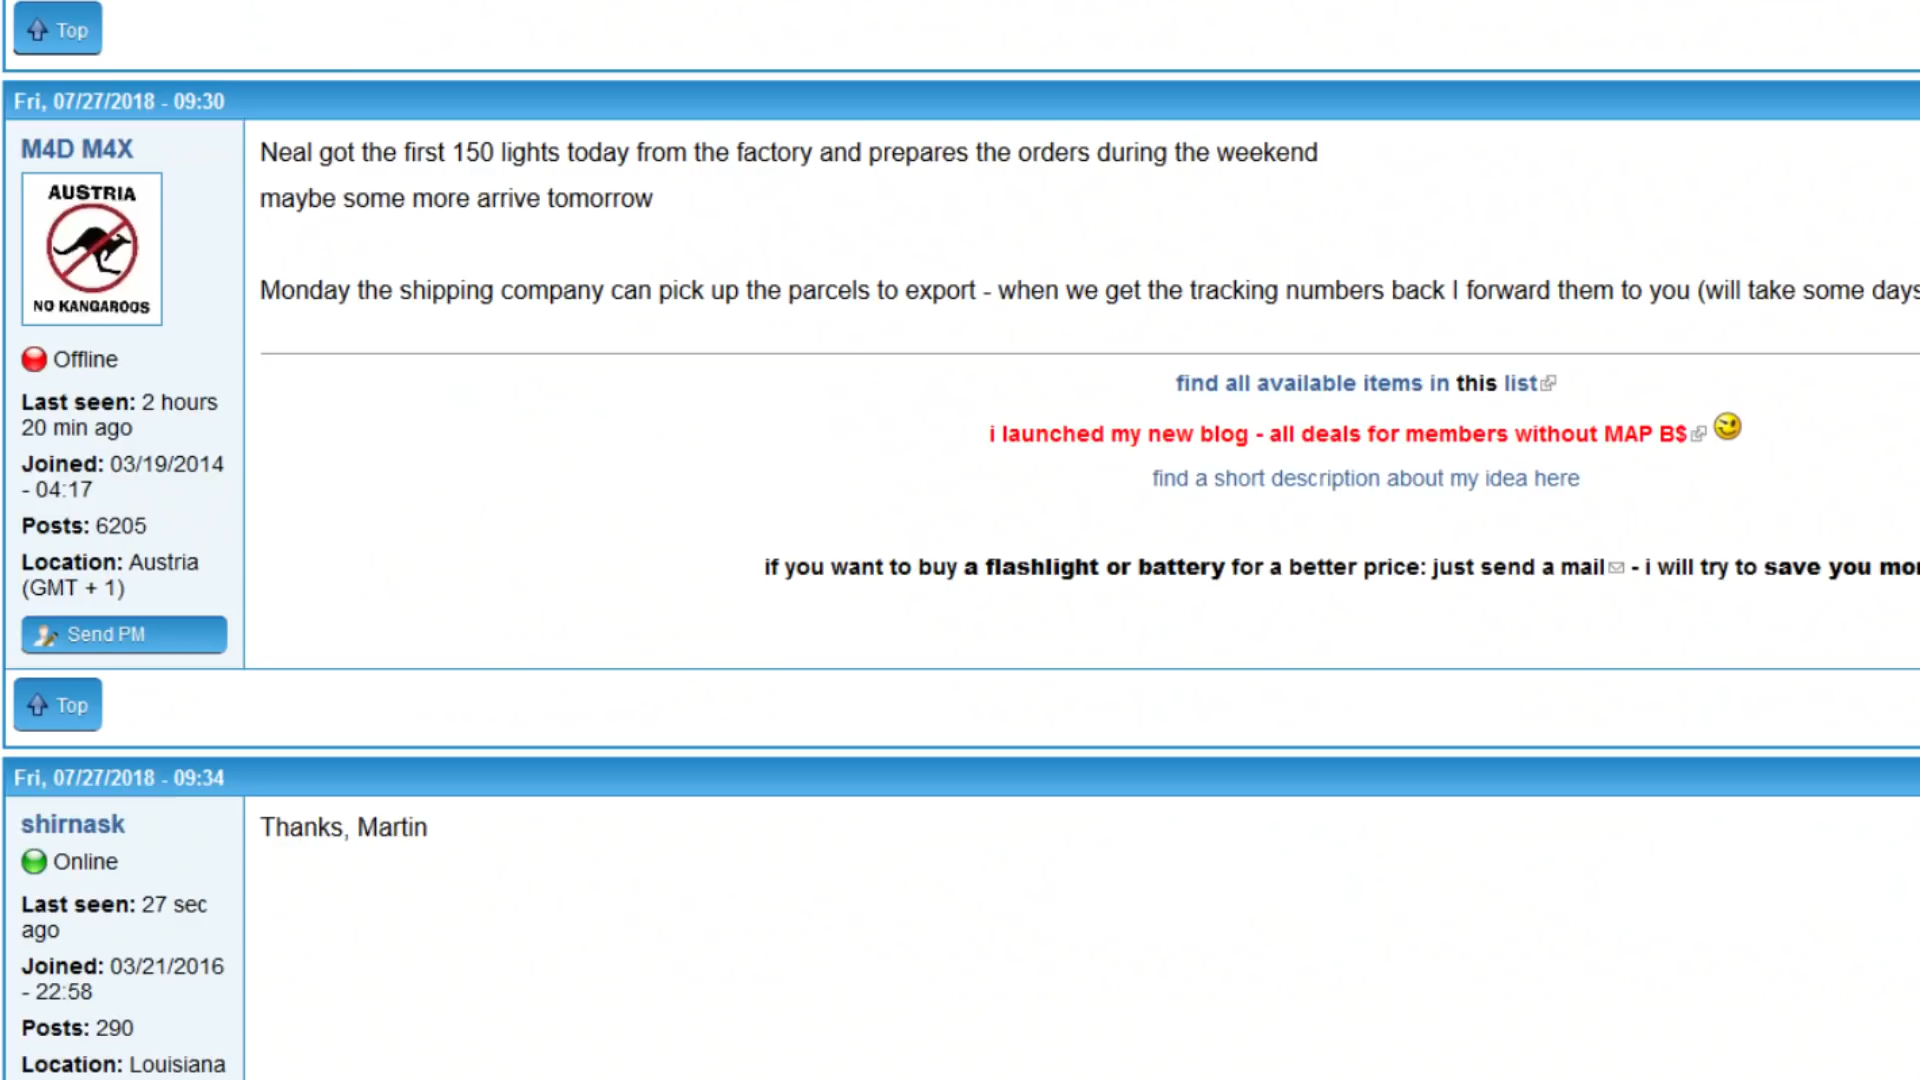 Top
Fri, 07/27/2018 - 09:30
M4D M4X
AUSTRIA
NO KANGAROOS
Offline
Last seen: 2 hours
20 min ago
Joined: 03/19/2014
- 04:17
Posts: 6205
Location: Austria
(GMT + 1)
Send PM
Neal got the first 150 lights today from the factory and prepares the orders during the weekend
maybe some more arrive tomorrow
Monday the shipping company can pick up the parcels to export - when we get the tracking numbers back I forward them to you (will take some days
find all available items in this list
i launched my new blog - all deals for members without MAP B$
find a short description about my idea here
if you want to buy a flashlight or battery for a better price: just send a mail - i will try to save you
Top
Fri, 07/27/2018 - 09:34
shirnask
Online
Last seen: 27 sec
ago
Joined: 03/21/2016
- 22:58
Posts: 290
Location: Louisiana
Thanks, Martin